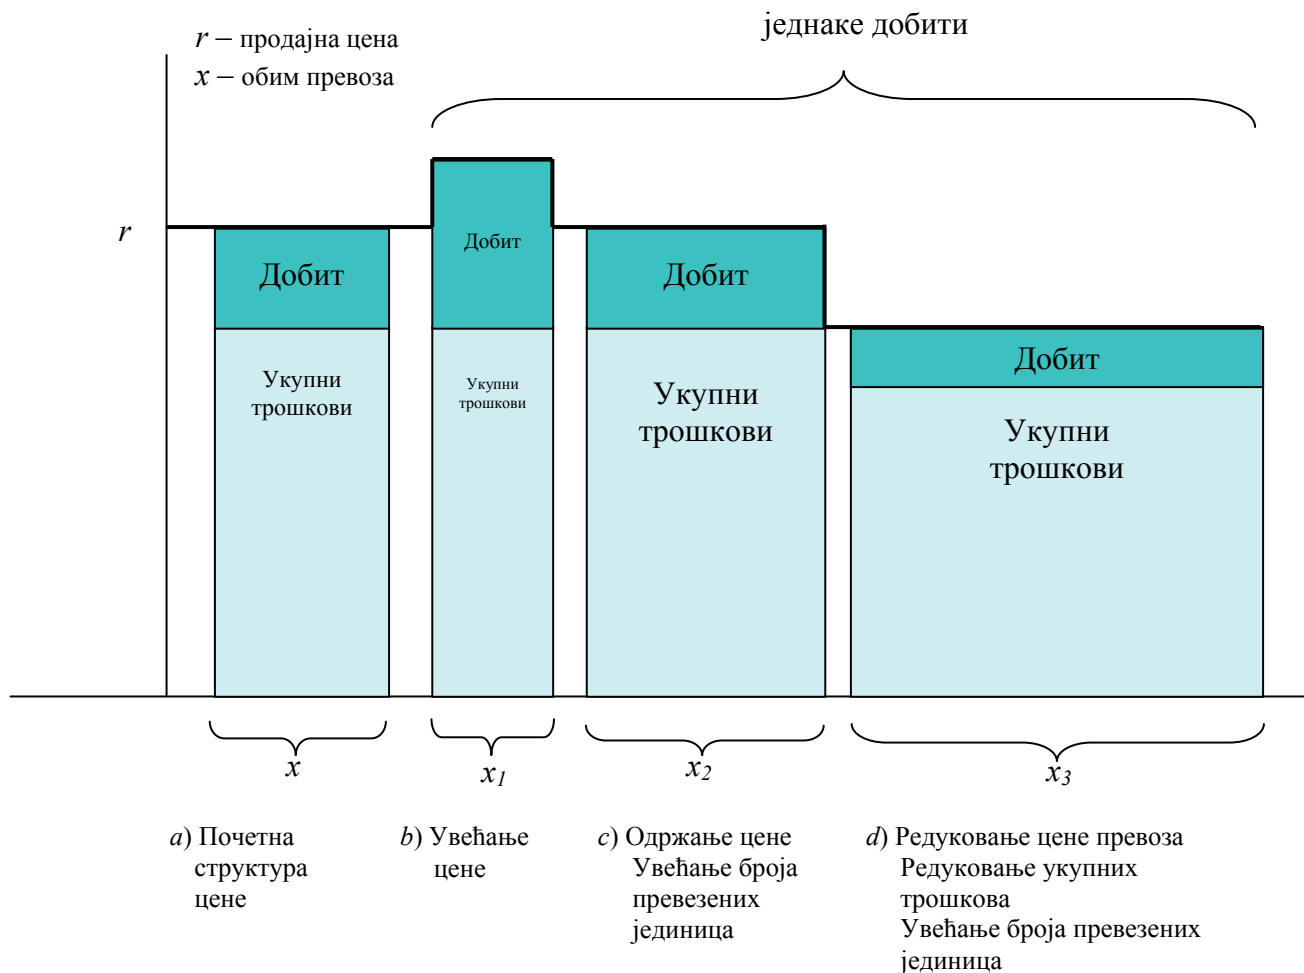 r – продајна цена
x – обим превоза
једнаке добити
r
Добит
Укупни
трошкови
Добит
Укупни
трошкови
Добит
Укупни
трошкови
Добит
Укупни
трошкови
x
x1
x2
x3
a) Почетна
структура
цене
b) Увећање
цене
c) Одржање цене
Увећање броја
превезених
јединица
d) Редуковање цене превоза
Редуковање укупних
трошкова
Увећање броја превезених
јединица